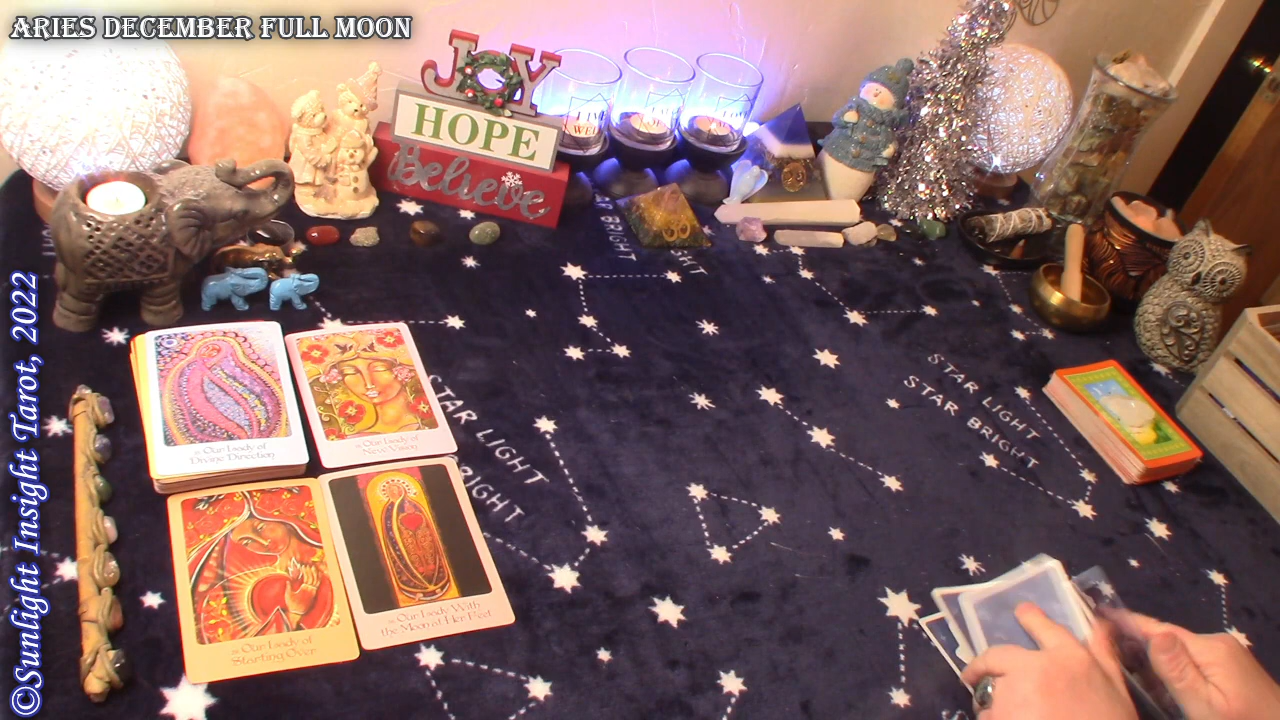 ARIES DECEMBER FULL MOON
JOY
HOPE
Believe
LIVE
WELL
BRIGHT
STAR LIGHT
STAR BRIGHT
STAR LIGHT
BRIGHT
Our Lady of
Divine Direction
Our Lady of
New Vision
Our Lady of
Starting Over
Our Lady With
the Moon at Her Feet
©Sunlight Insight Tarot, 2022